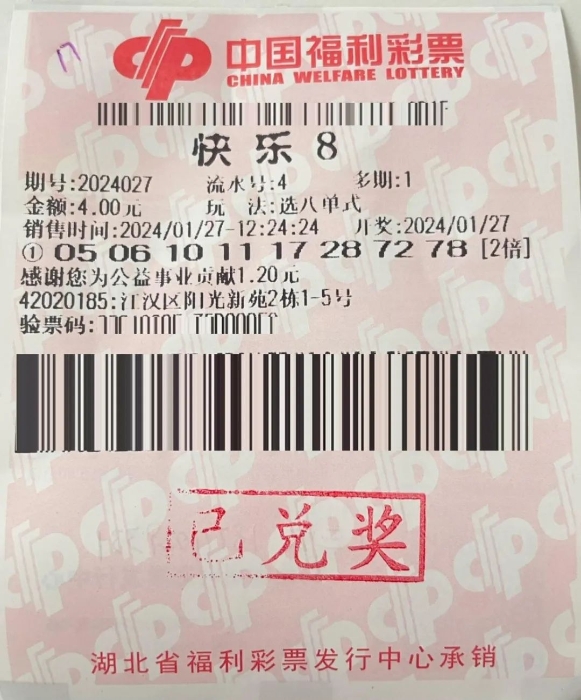 中国福利彩票
CHINA WELFARE LOTTERY
快乐8
期号:2024027 流水号:4 多期:1
金额:4.00元 玩 法:选八单式
销售时间:2024/01/27-12:24:24 开奖:2024/01/27
① 05 06 10 11 17 28 72 78 [2倍]
感谢您为公益事业贡献1.20元
42020185:江汉区阳光新苑2栋1-5号
验票码:
已兑奖
湖北省福利彩票发行中心承销